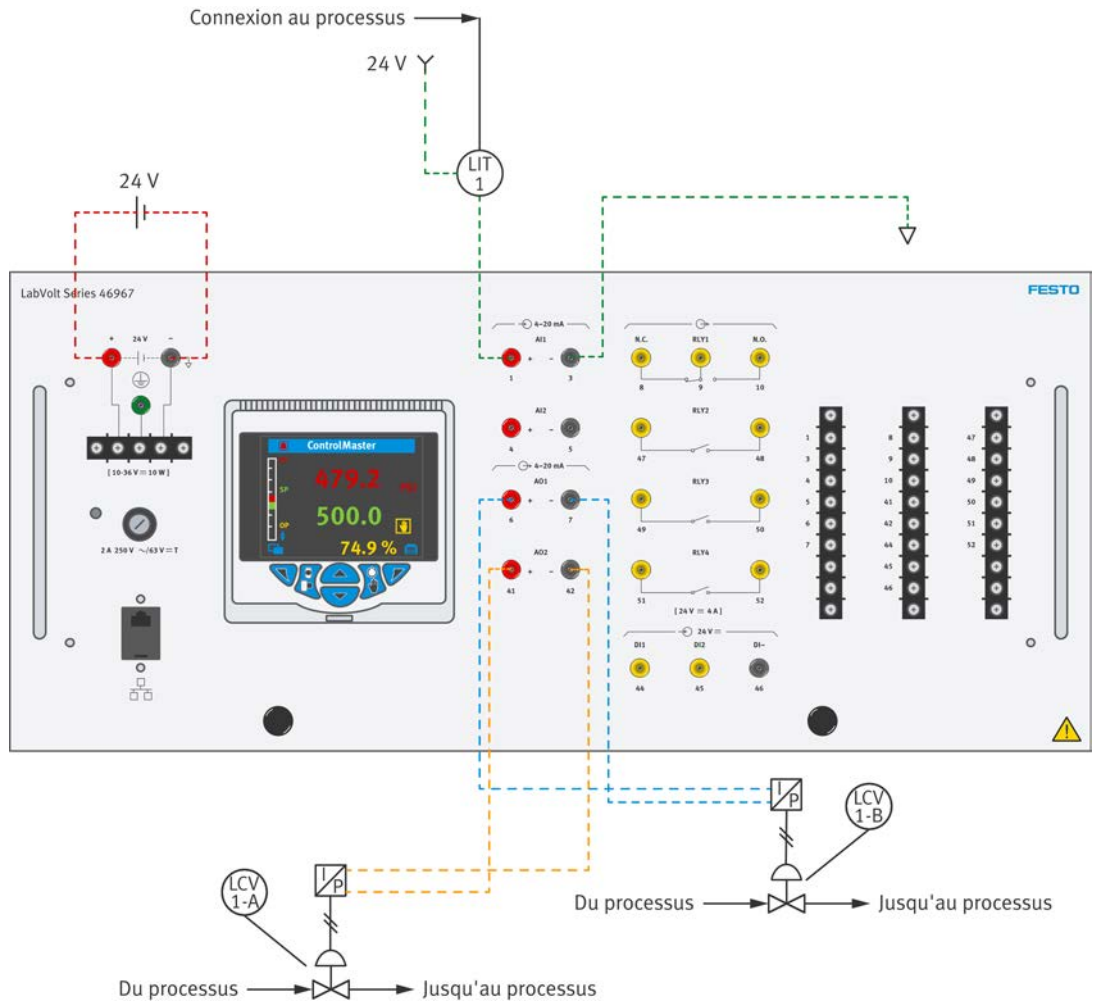 Connexion au processus
24 V
LIT
1
24 V
LabVolt Series 46967
FESTO
+ 24 V −
4–20 mA
AI1
+ −
1 3
N.C. RLY1 N.O.
8 9 10
[ 10-36 V 10 W ]
AI2
+ −
4 5
RLY2
47 48
ControlMaster
479.2
SP
500.0
OP
74.9 %
4–20 mA
AO1
+ −
6 7
RLY3
49 50
2 A 250 V ~/63 V T
AO2
+ −
41 42
RLY4
51 52
[ 24 V 4 A ]
24 V
DI1 DI2 DI−
44 45 46
1 8 47
3 9 48
4 10 49
5 41 50
6 42 51
7 44 52
45
46
I
P
LCV
1-B
Du processus
Jusqu'au processus
I
P
LCV
1-A
Du processus
Jusqu'au processus